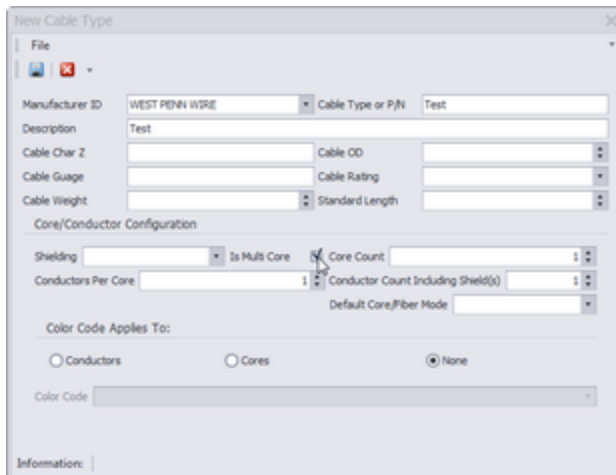 New Cable Type
File
Manufacturer ID WEST PENN WIRE Cable Type or P/N Test
Description Test
Cable Char Z Cable OD
Cable Guage Cable Rating
Cable Weight Standard Length
Core/Conductor Configuration
Shielding Is Multi Core Core Count 1
Conductors Per Core 1 Conductor Count Including Shield(s) 1
Default Core/Fiber Mode
Color Code Applies To:
Conductors Cores None
Color Code
Information: